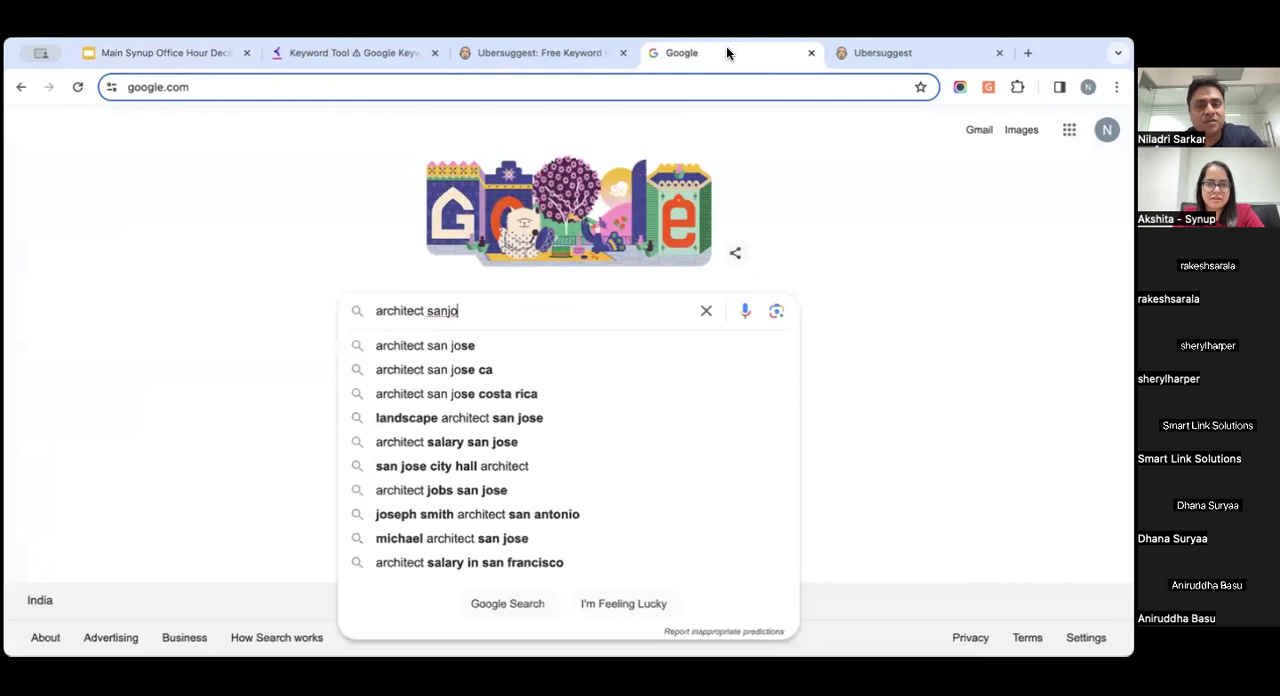 Main Synup Office Hour Deck
Keyword Tool ⚠ Google Keyw
Ubersuggest: Free Keyword
Google
Ubersuggest
google.com
Gmail
Images
N
Google
architect sanjo
architect san jose
architect san jose ca
architect san jose costa rica
landscape architect san jose
architect salary san jose
san jose city hall architect
architect jobs san jose
joseph smith architect san antonio
michael architect san jose
architect salary in san francisco
Google Search
I'm Feeling Lucky
Report inappropriate predictions
India
About
Advertising
Business
How Search works
Privacy
Terms
Settings
Niladri Sarkar
Akshita - Synup
rakeshsarala
rakeshsarala
sherylharper
sherylharper
Smart Link Solutions
Smart Link Solutions
Dhana Suryaa
Dhana Suryaa
Aniruddha Basu
Aniruddha Basu